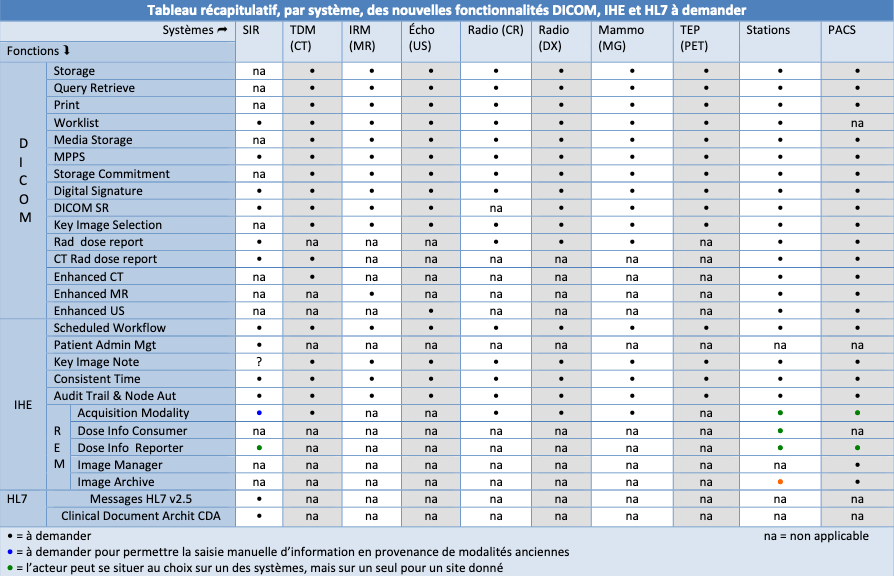 Tableau récapitulatif, par système, des nouvelles fonctionnalités DICOM, IHE et HL7 à demander
Systèmes ➦ SIR TDM (CT) IRM (MR) Écho (US) Radio (CR) Radio (DX) Mammo (MG) TEP (PET) Stations PACS
Fonctions ⤵
DICOM
Storage na • • • • • • • • •
Query Retrieve na • • • • • • • • •
Print na • • • • • • • • •
Worklist • • • • • • • • • na
Media Storage na • • • • • • • • •
MPPS • • • • • • • • • •
Storage Commitment na • • • • • • • • •
Digital Signature • • • • • • • • • •
DICOM SR • • • • na • • • • •
Key Image Selection na • • • • • • • • •
Rad dose report • na na na • • • na • •
CT Rad dose report • • na na na na na na • •
Enhanced CT na • na na na na na na • •
Enhanced MR na na • na na na na na • •
Enhanced US na na na • na na na na • •
IHE
Scheduled Workflow • • • • • • • • • •
Patient Admin Mgt • na na na na na na na na na
Key Image Note ? • • • • • • • • •
Consistent Time • • • • • • • • • •
Audit Trail & Node Aut • • • • • • • • • •
REM
Acquisition Modality • • na na • • • na • •
Dose Info Consumer na na na na na na na na • na
Dose Info Reporter • na na na na na na na • •
Image Manager na na na na na na na na na •
Image Archive na na na na na na na na • •
HL7
Messages HL7 v2.5 • na na na na na na na na na
Clinical Document Archit CDA • na na na na na na na na na
• = à demander na = non applicable
• = à demander pour permettre la saisie manuelle d’information en provenance de modalités anciennes
• = l’acteur peut se situer au choix sur un des systèmes, mais sur un seul pour un site donné